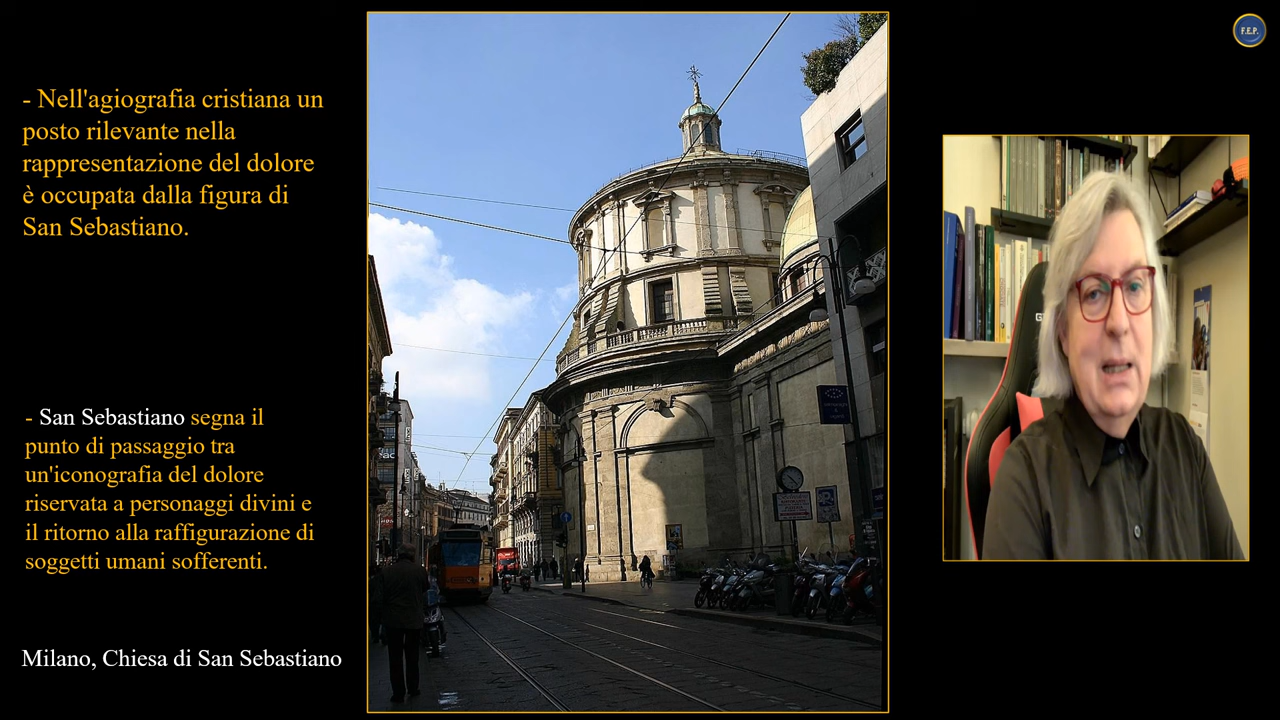 - Nell'agiografia cristiana un
posto rilevante nella
rappresentazione del dolore
è occupata dalla figura di
San Sebastiano.
- San Sebastiano segna il
punto di passaggio tra
un'iconografia del dolore
riservata a personaggi divini e
il ritorno alla raffigurazione di
soggetti umani sofferenti.
Milano, Chiesa di San Sebastiano
F.E.P.